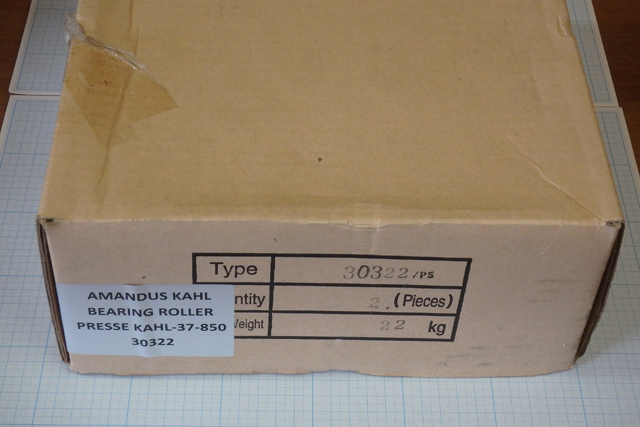 Type 30322/P5
ntity 2. (Pieces)
Weight 22 kg
AMANDUS KAHL
BEARING ROLLER
PRESSE KAHL-37-850
30322